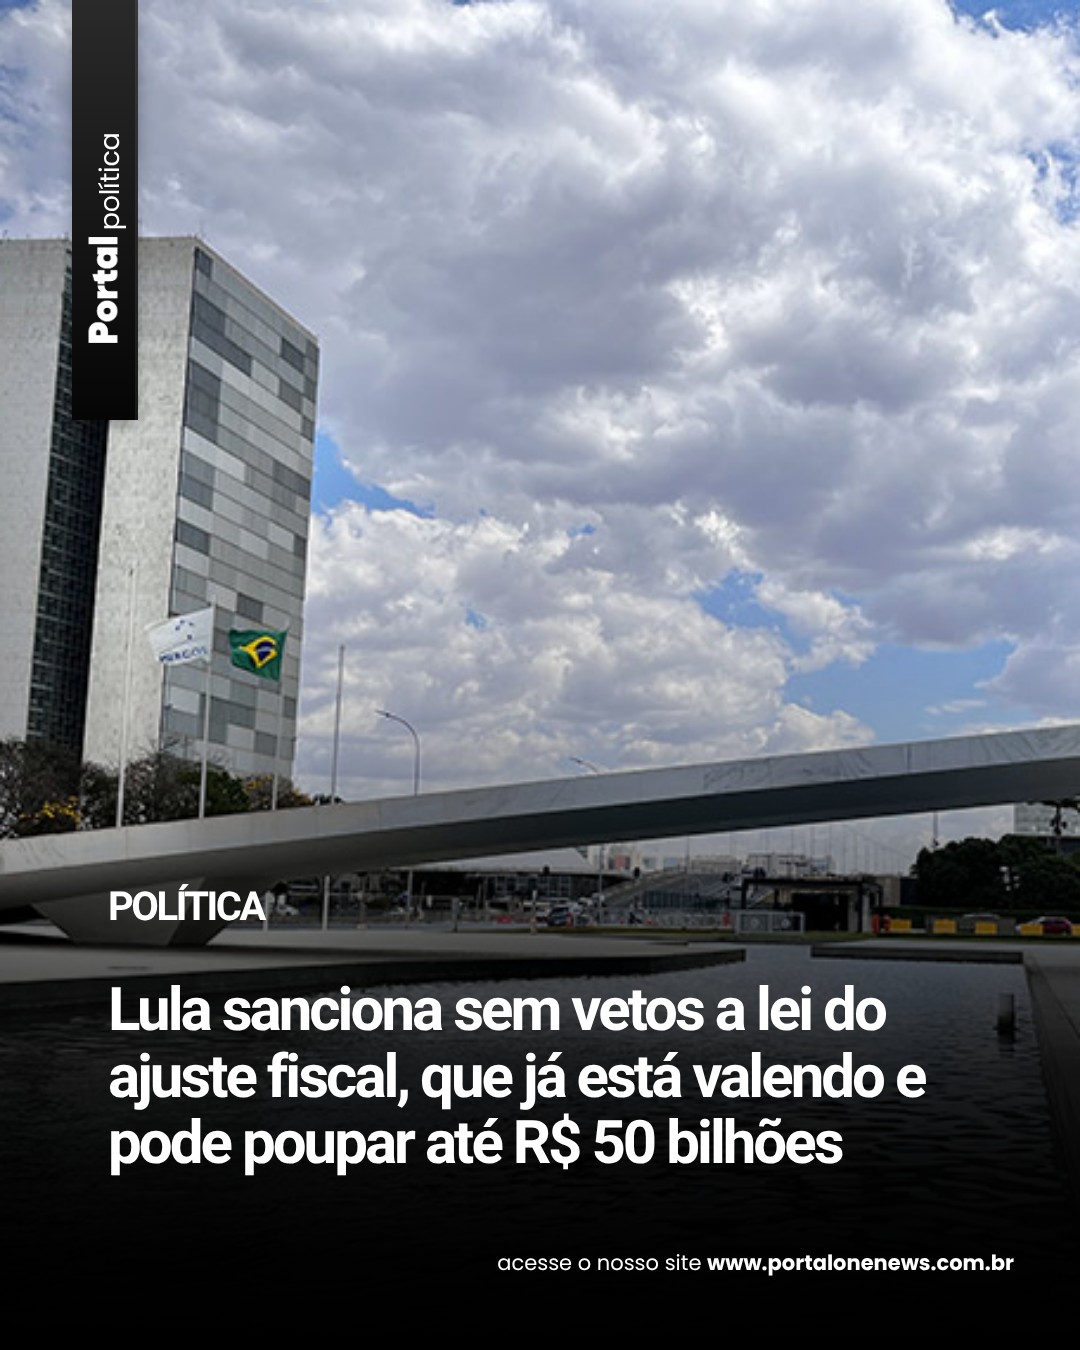 Portal política
POLÍTICA
Lula sanciona sem vetos a lei do
ajuste fiscal, que já está valendo e
pode poupar até R$ 50 bilhões
acesse o nosso site www.portalonenews.com.br